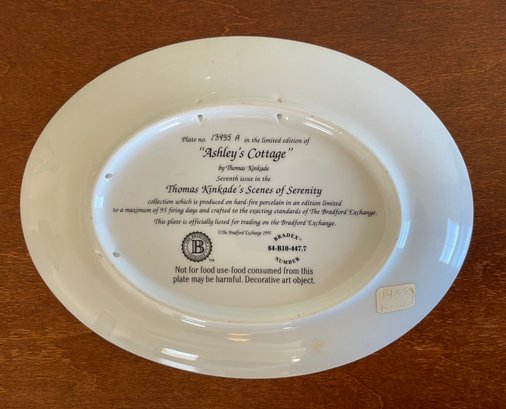 Plate no. 13935 A in the limited edition of
"Ashley's Cottage"
by Thomas Kinkade
Seventh issue in the
Thomas Kinkade's Scenes of Serenity
collection which is produced on hard-fire porcelain in an edition limited
to a maximum of 95 firing days and crafted to the exacting standards of The Bradford Exchange.
This plate is officially listed for trading on the Bradford Exchange.
©The Bradford Exchange 1995
B
TM
BRADEX®
84-B10-447.7
NUMBER
Not for food use-food consumed from this
plate may be harmful. Decorative art object.